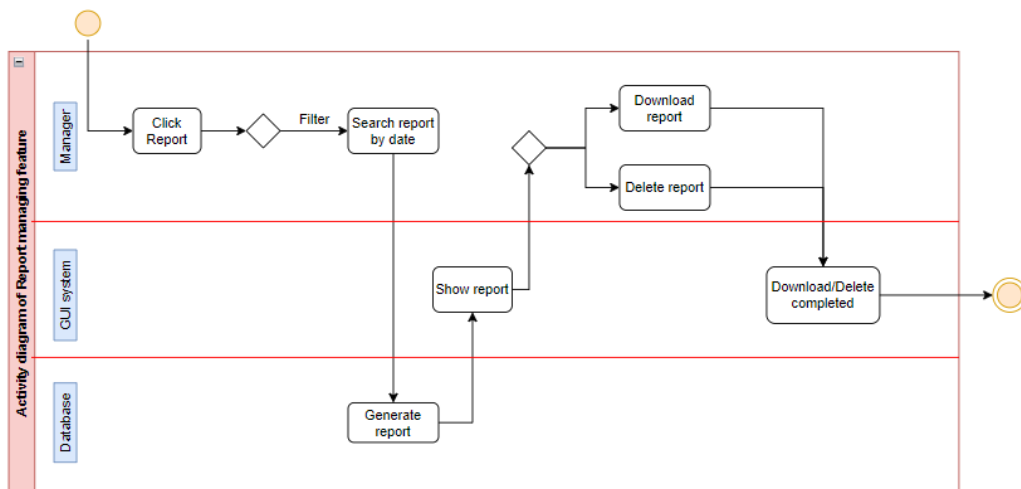 Activity diagram of Report managing feature
Manager
Click
Report
Filter
Search report
by date
Download
report
Delete report
GUI system
Show report
Download/Delete
completed
Database
Generate
report